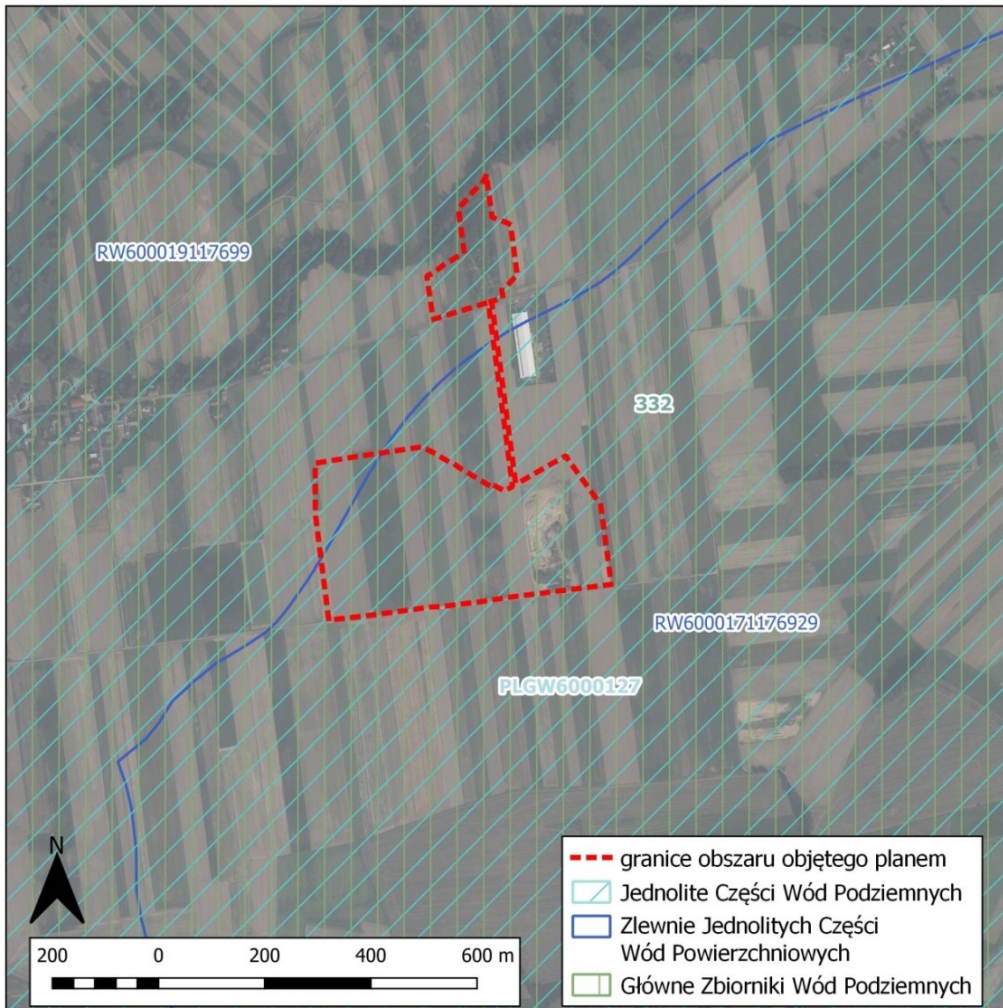 RW600019117699
332
RW6000171176929
PLGW6000127
N
200 0 200 400 600 m
granice obszaru objętego planem
Jednolite Części Wód Podziemnych
Zlewnie Jednolitych Części
Wód Powierzchniowych
Główne Zbiorniki Wód Podziemnych